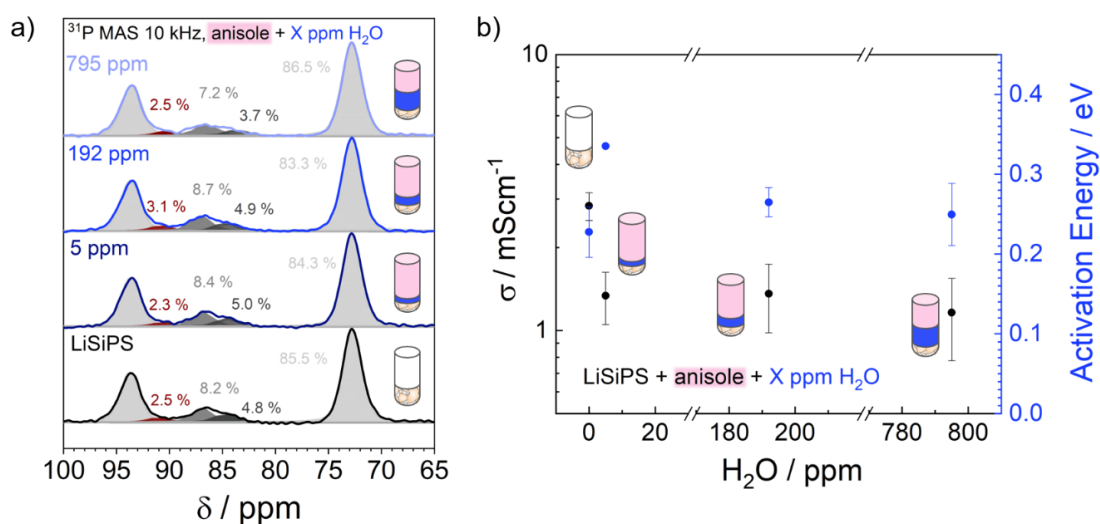 a)
³¹P MAS 10 kHz, anisole + X ppm H₂O
795 ppm
86.5 %
2.5 %
7.2 %
3.7 %
192 ppm
83.3 %
3.1 %
8.7 %
4.9 %
5 ppm
84.3 %
2.3 %
8.4 %
5.0 %
LiSiPS
85.5 %
2.5 %
8.2 %
4.8 %
100 95 90 85 80 75 70 65
δ / ppm
b)
10
1
σ / mScm⁻¹
0.4
0.3
0.2
0.1
0.0
Activation Energy / eV
LiSiPS + anisole + X ppm H₂O
0 20 180 200 780 800
H₂O / ppm